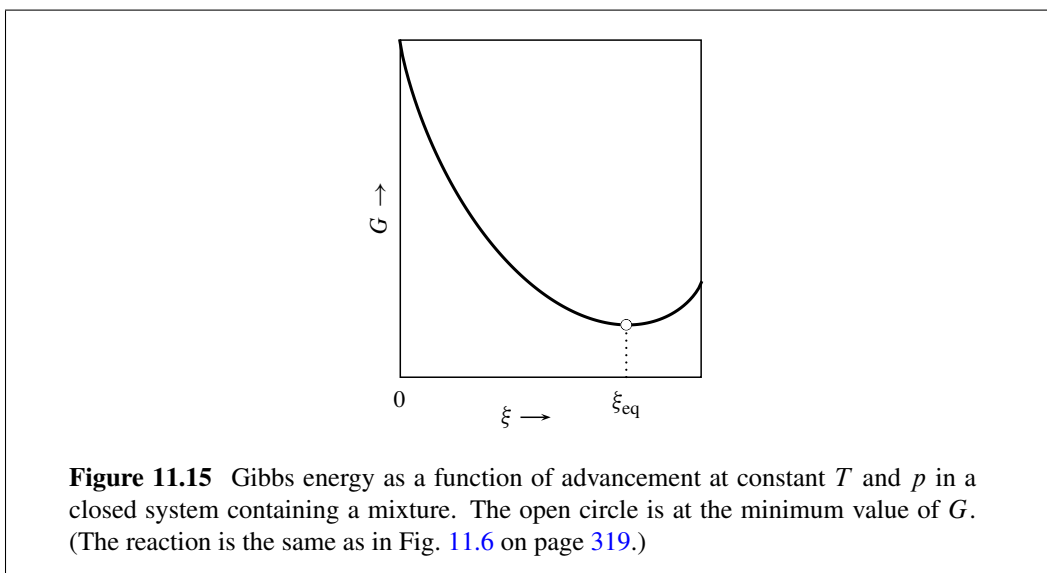 G →
0
ξ →
ξeq
Figure 11.15 Gibbs energy as a function of advancement at constant T and p in a
closed system containing a mixture. The open circle is at the minimum value of G.
(The reaction is the same as in Fig. 11.6 on page 319.)